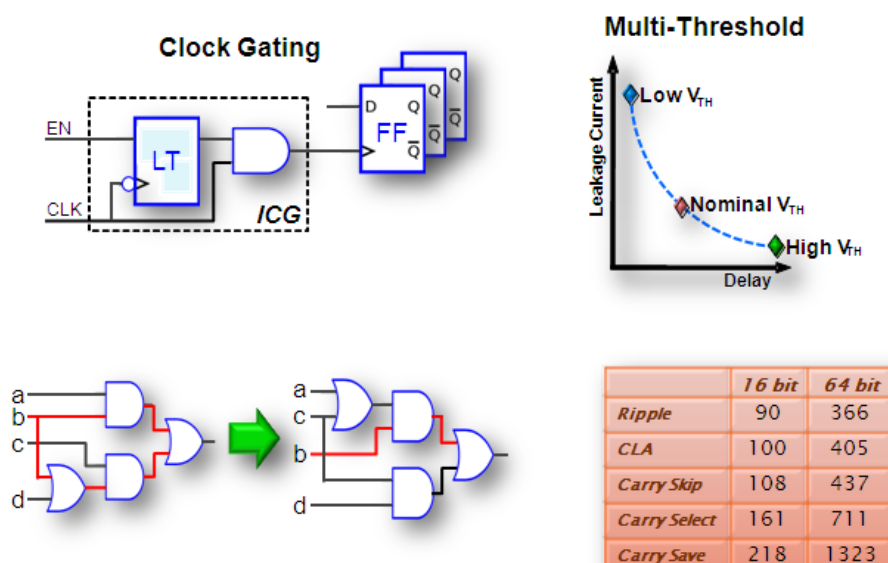 Clock Gating
EN
CLK
LT
ICG
D Q
FF
Q̅
Q
Q̅
Q
Q̅
Multi-Threshold
Leakage Current
Low VTH
Nominal VTH
High VTH
Delay
a
b
c
d
a
c
b
d
16 bit 64 bit
Ripple 90 366
CLA 100 405
Carry Skip 108 437
Carry Select 161 711
Carry Save 218 1323